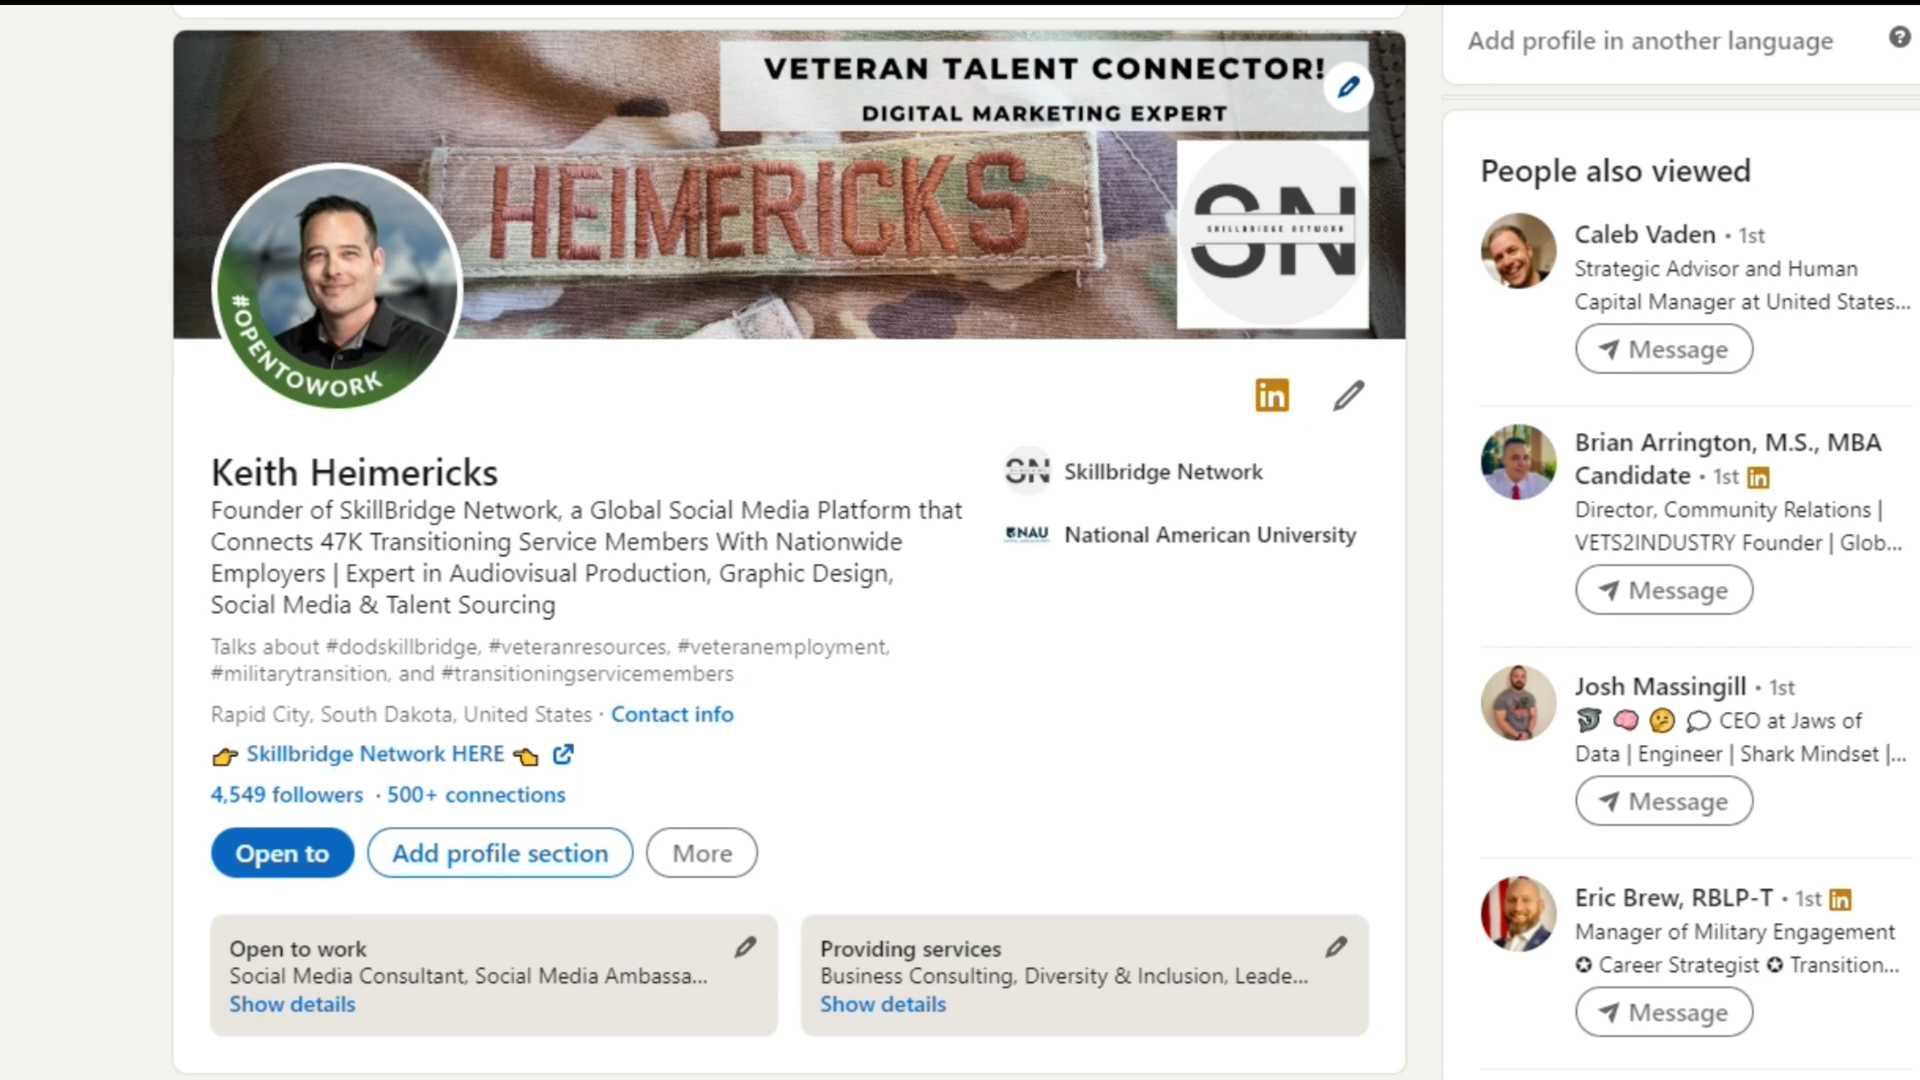 VETERAN TALENT CONNECTOR!
DIGITAL MARKETING EXPERT
HEIMERICKS
SN
SKILLBRIDGE NETWORK
#OPENTOWORK
in
Keith Heimericks
Founder of SkillBridge Network, a Global Social Media Platform that
Connects 47K Transitioning Service Members With Nationwide
Employers | Expert in Audiovisual Production, Graphic Design,
Social Media & Talent Sourcing
Talks about #dodskillbridge, #veteranresources, #veteranemployment,
#militarytransition, and #transitioningservicemembers
Rapid City, South Dakota, United States · Contact info
👉 Skillbridge Network HERE 👈
4,549 followers · 500+ connections
Open to
Add profile section
More
SN Skillbridge Network
NAU National American University
Open to work
Social Media Consultant, Social Media Ambassa...
Show details
Providing services
Business Consulting, Diversity & Inclusion, Leade...
Show details
Add profile in another language ?
People also viewed
Caleb Vaden · 1st
Strategic Advisor and Human
Capital Manager at United States...
Message
Brian Arrington, M.S., MBA
Candidate · 1st in
Director, Community Relations |
VETS2INDUSTRY Founder | Glob...
Message
Josh Massingill · 1st
🦈 🧠 🤔 💭 CEO at Jaws of
Data | Engineer | Shark Mindset |...
Message
Eric Brew, RBLP-T · 1st in
Manager of Military Engagement
✪ Career Strategist ✪ Transition...
Message